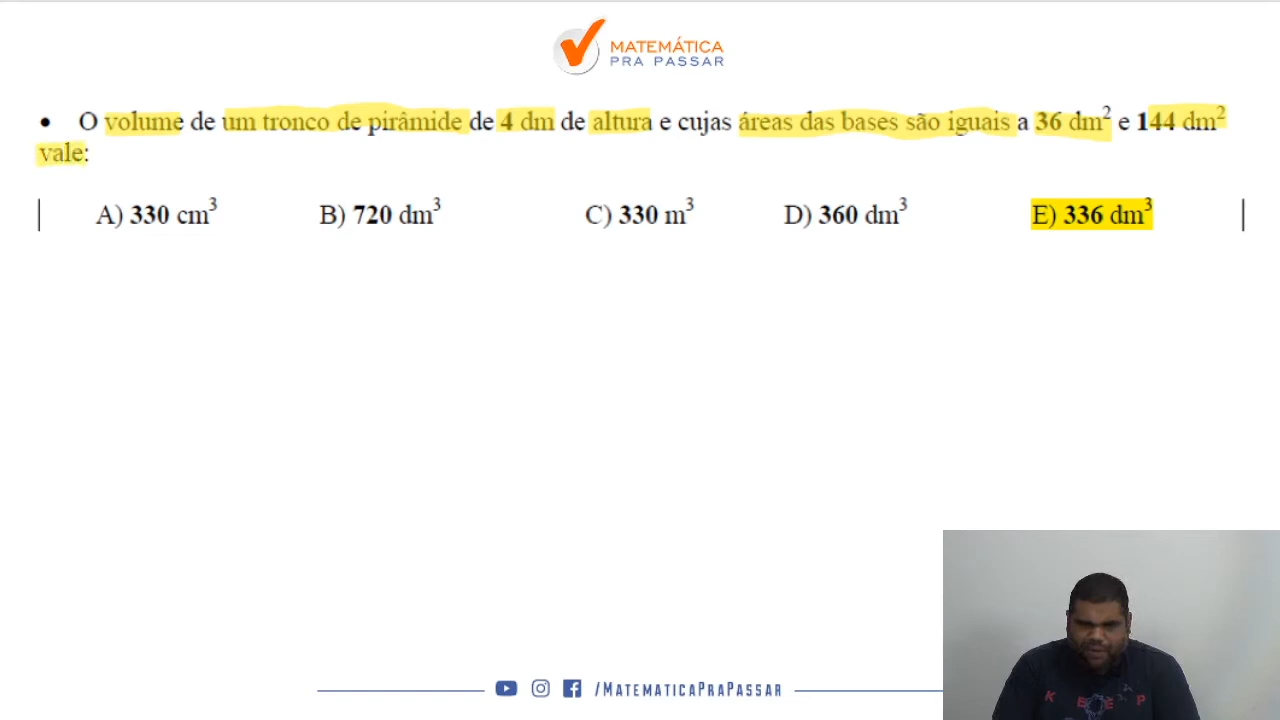 MATEMÁTICA
PRA PASSAR
• O volume de um tronco de pirâmide de 4 dm de altura e cujas áreas das bases são iguais a 36 dm² e 144 dm²
vale:
A) 330 cm³ B) 720 dm³ C) 330 m³ D) 360 dm³ E) 336 dm³
K E E P
/MATEMATICAPRAPASSAR